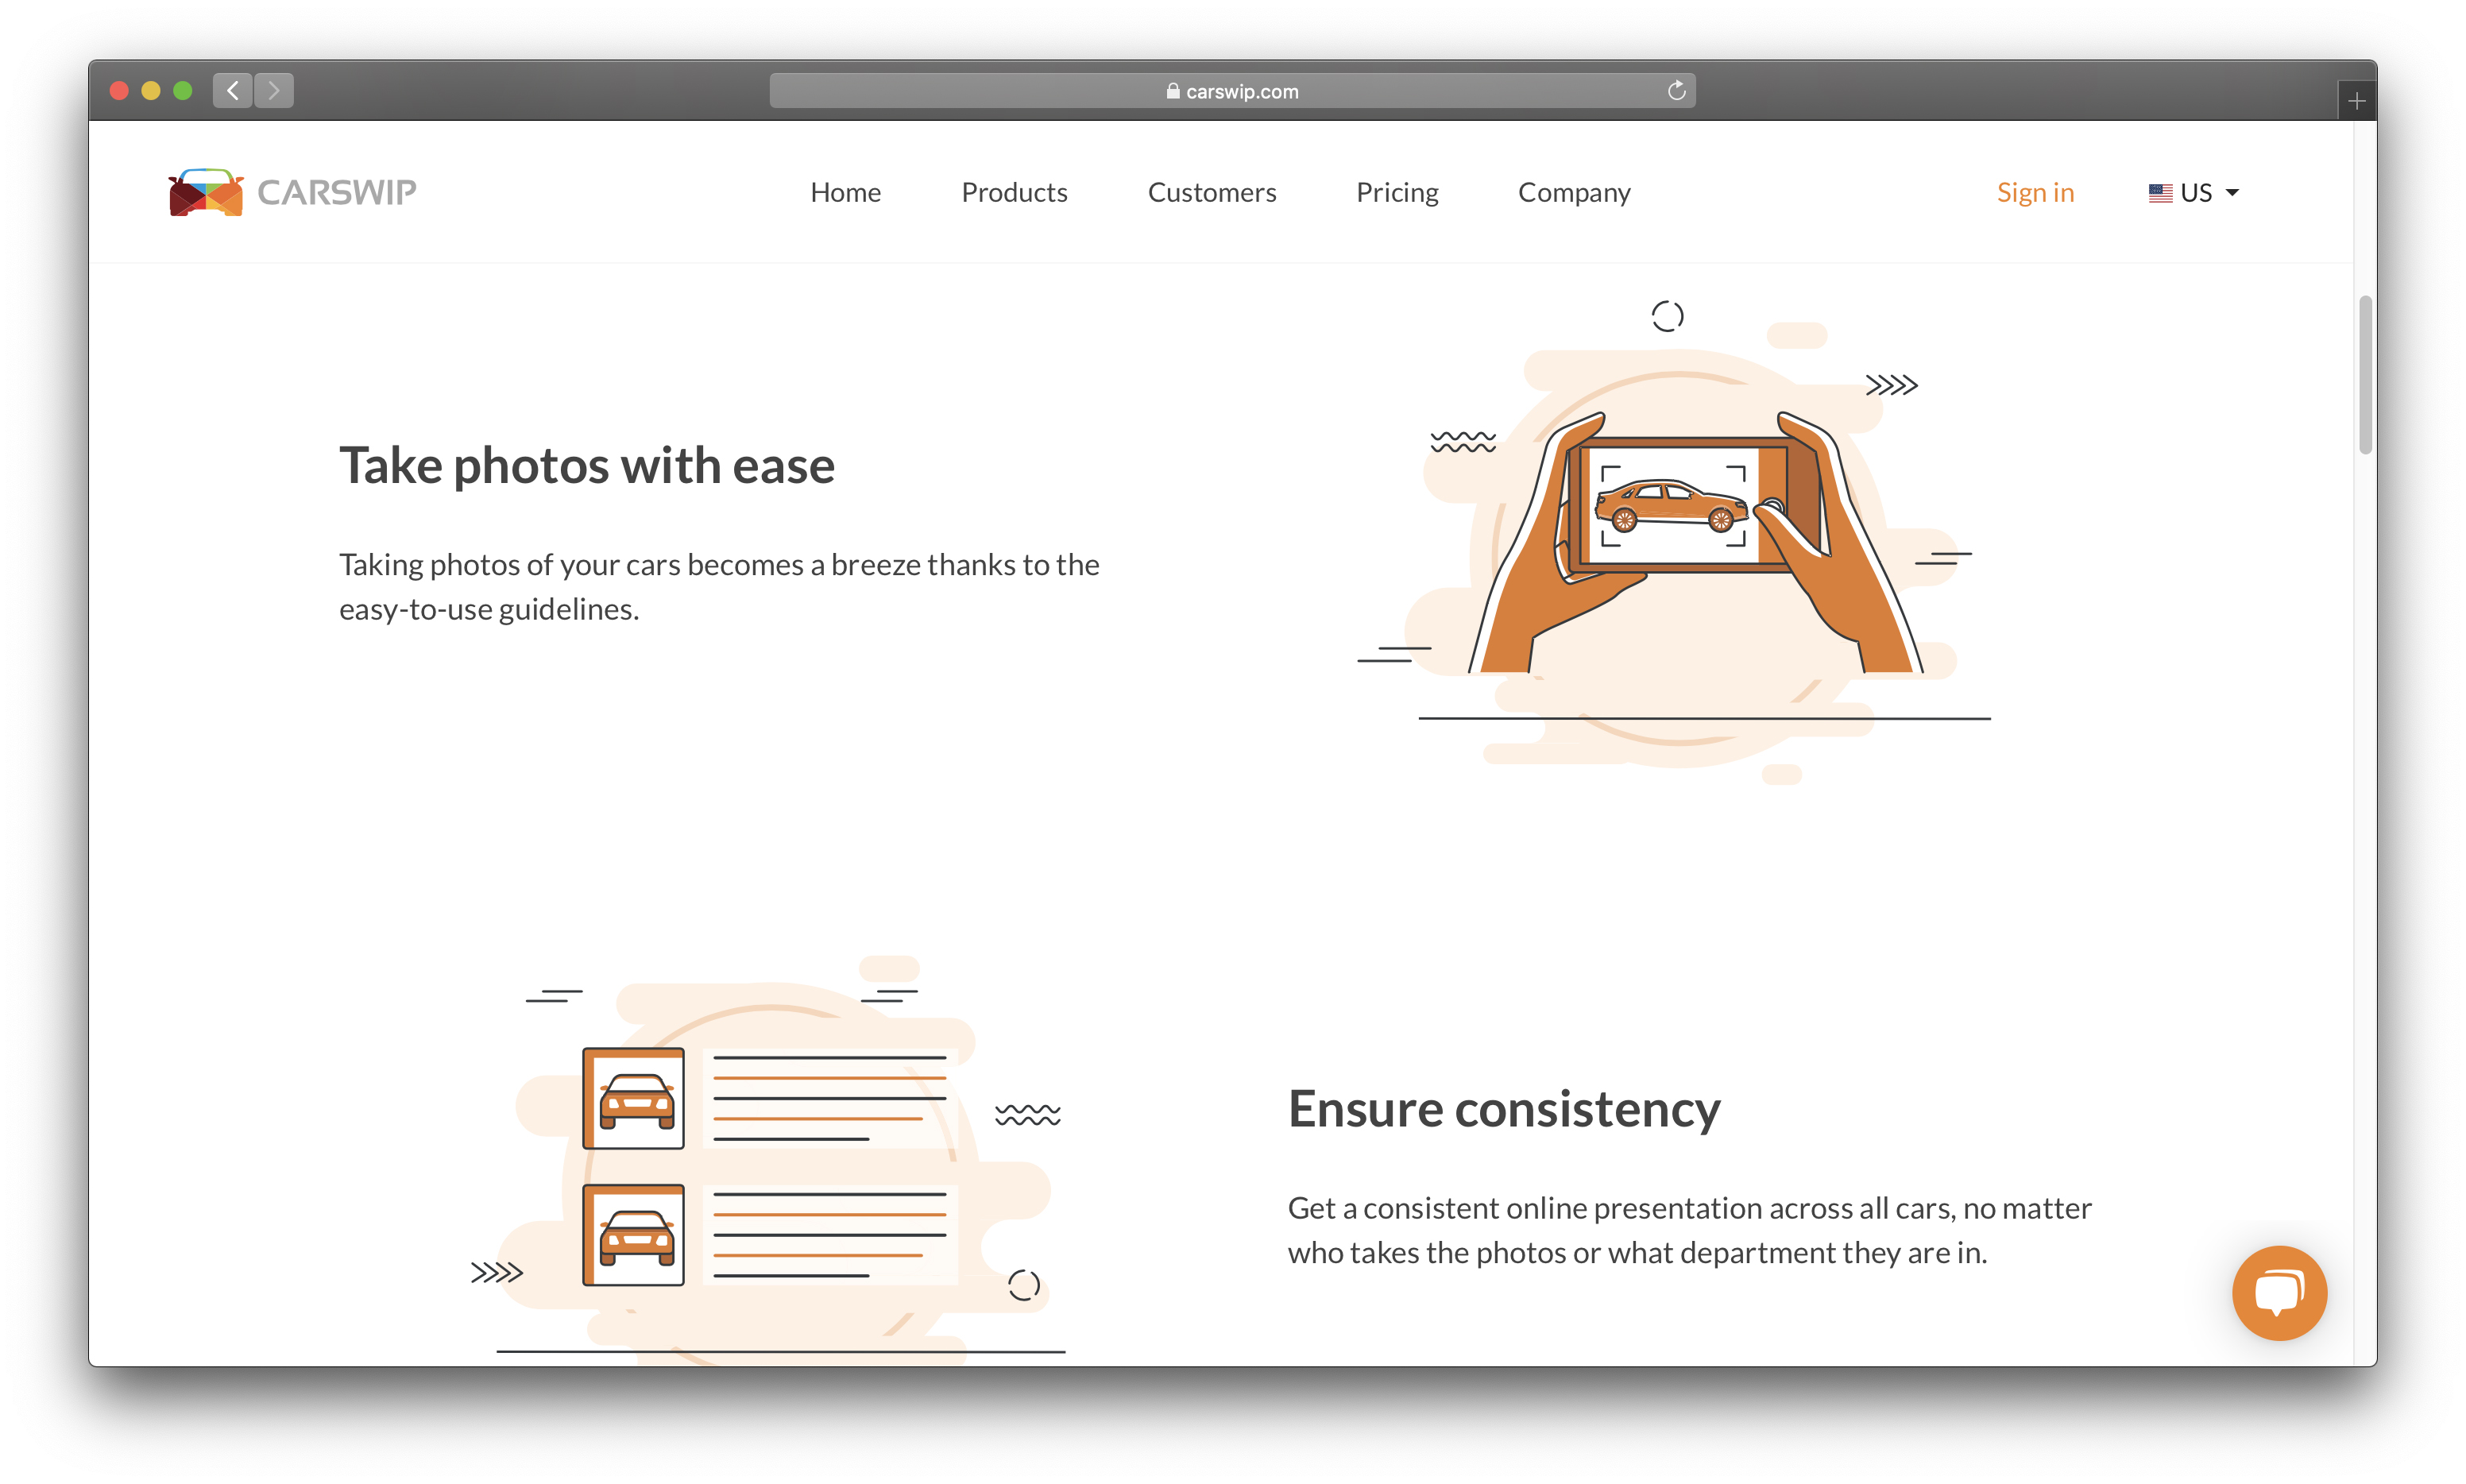 carswip.com
CARSWIP
Home
Products
Customers
Pricing
Company
Sign in
US
Take photos with ease
Taking photos of your cars becomes a breeze thanks to the
easy-to-use guidelines.
Ensure consistency
Get a consistent online presentation across all cars, no matter
who takes the photos or what department they are in.